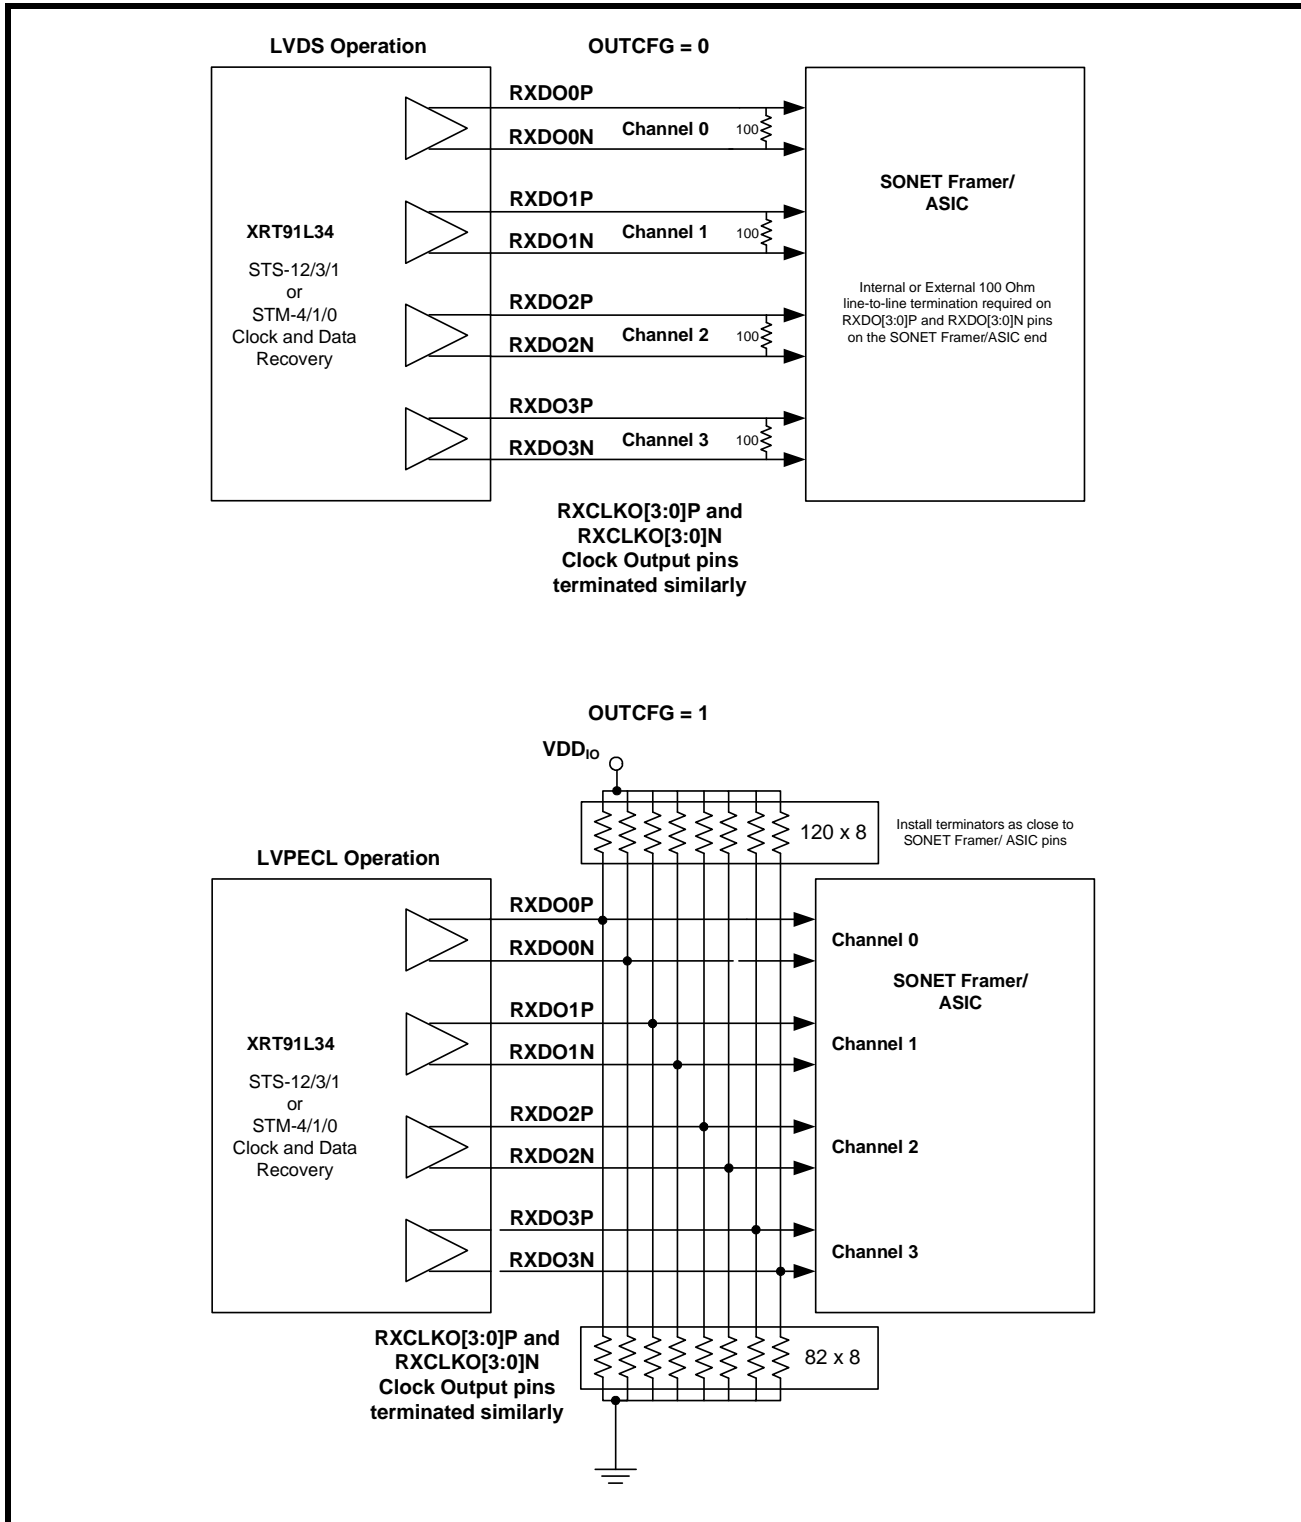 LVDS Operation
OUTCFG = 0
RXDO0P
Channel 0
100
RXDO0N
RXDO1P
Channel 1
100
RXDO1N
RXDO2P
Channel 2
100
RXDO2N
RXDO3P
Channel 3
100
RXDO3N
XRT91L34
STS-12/3/1
or
STM-4/1/0
Clock and Data
Recovery
SONET Framer/
ASIC
Internal or External 100 Ohm
line-to-line termination required on
RXDO[3:0]P and RXDO[3:0]N pins
on the SONET Framer/ASIC end
RXCLKO[3:0]P and
RXCLKO[3:0]N
Clock Output pins
terminated similarly
OUTCFG = 1
VDDIO
120 x 8
Install terminators as close to
SONET Framer/ ASIC pins
LVPECL Operation
RXDO0P
RXDO0N
Channel 0
RXDO1P
RXDO1N
Channel 1
RXDO2P
RXDO2N
Channel 2
RXDO3P
RXDO3N
Channel 3
XRT91L34
STS-12/3/1
or
STM-4/1/0
Clock and Data
Recovery
SONET Framer/
ASIC
82 x 8
RXCLKO[3:0]P and
RXCLKO[3:0]N
Clock Output pins
terminated similarly